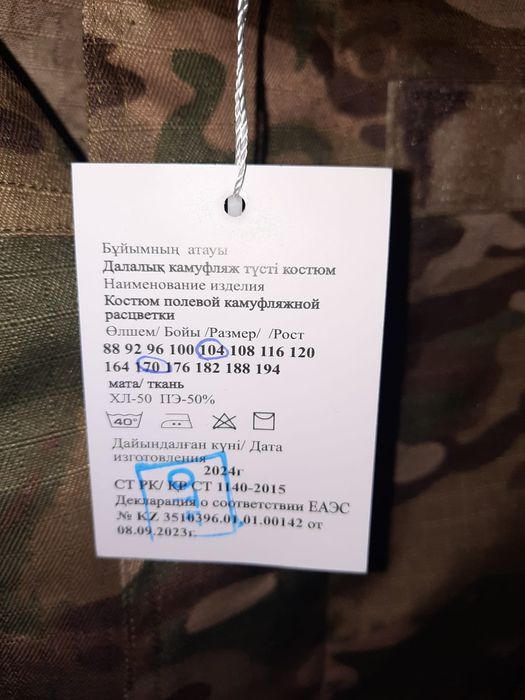 Бұйымның атауы
Далалық камуфляж түсті костюм
Наименование изделия
Костюм полевой камуфляжной
расцветки
Өлшем/ Бойы /Размер/ /Рост
88 92 96 100 104 108 116 120
164 170 176 182 188 194
мата/ ткань
ХЛ-50 ПЭ-50%
40°
Дайындалған күні/ Дата
изготовления
2024г
СТ РК/ КР СТ 1140-2015
Декларация о соответствии ЕАЭС
№ KZ 3510396.01.01.00142 от
08.09.2023г.